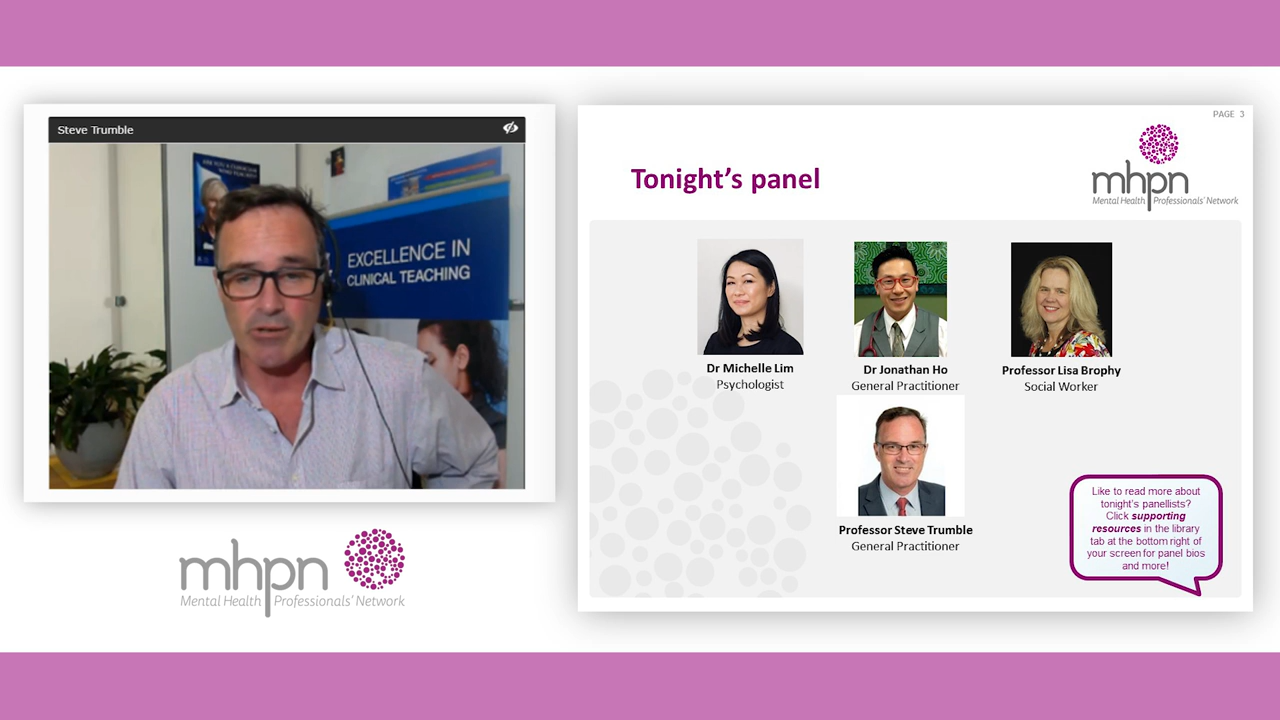 Steve Trumble
EXCELLENCE IN
CLINICAL TEACHING
mhpn
Mental Health Professionals' Network
PAGE 3
mhpn
Mental Health Professionals' Network
Tonight's panel
Dr Michelle Lim
Psychologist
Dr Jonathan Ho
General Practitioner
Professor Lisa Brophy
Social Worker
Professor Steve Trumble
General Practitioner
Like to read more about
tonight's panellists?
Click supporting
resources in the library
tab at the bottom right of
your screen for panel bios
and more!